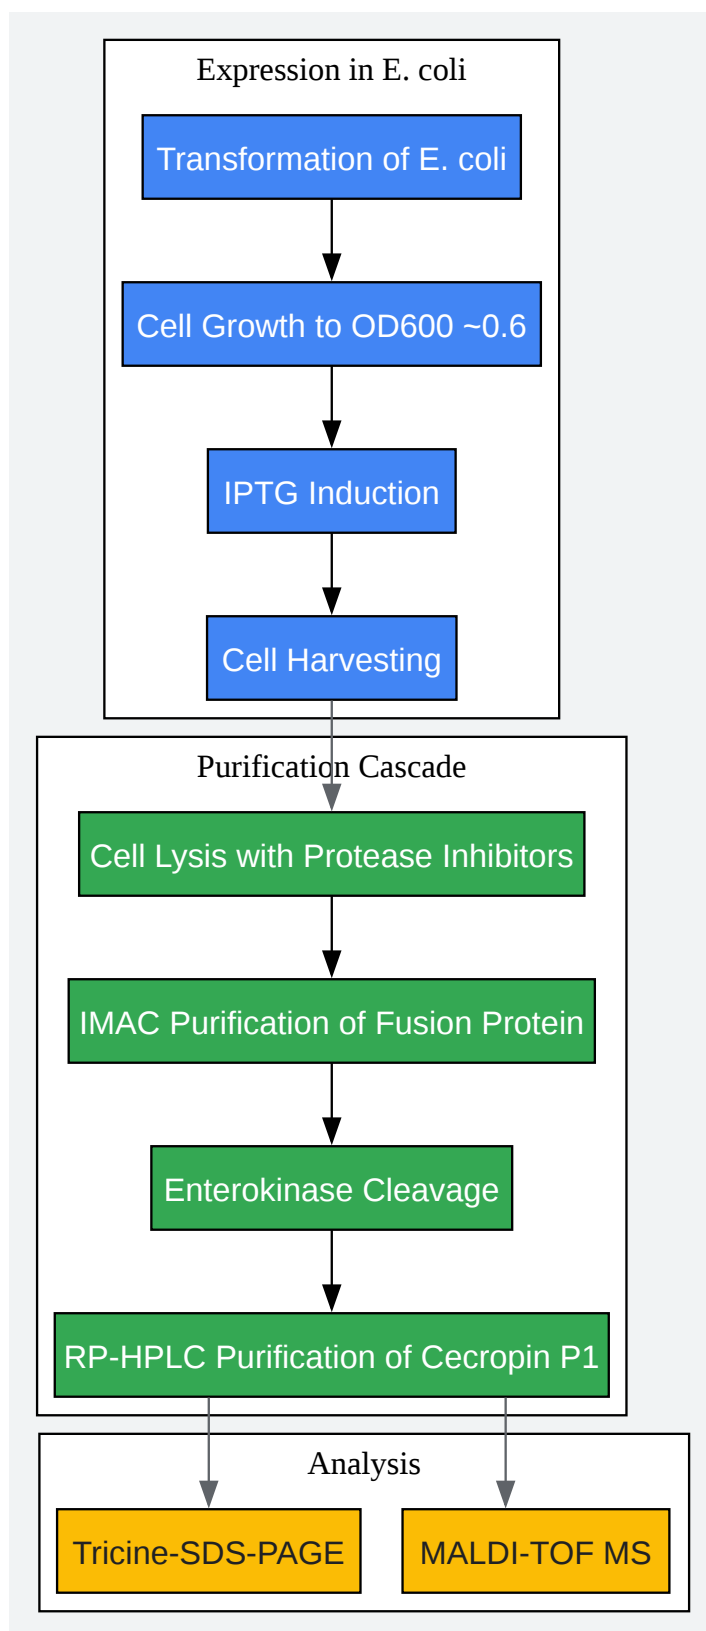 Expression in E. coli
Transformation of E. coli
Cell Growth to OD600 ~0.6
IPTG Induction
Cell Harvesting
Purification Cascade
Cell Lysis with Protease Inhibitors
IMAC Purification of Fusion Protein
Enterokinase Cleavage
RP-HPLC Purification of Cecropin P1
Analysis
Tricine-SDS-PAGE
MALDI-TOF MS